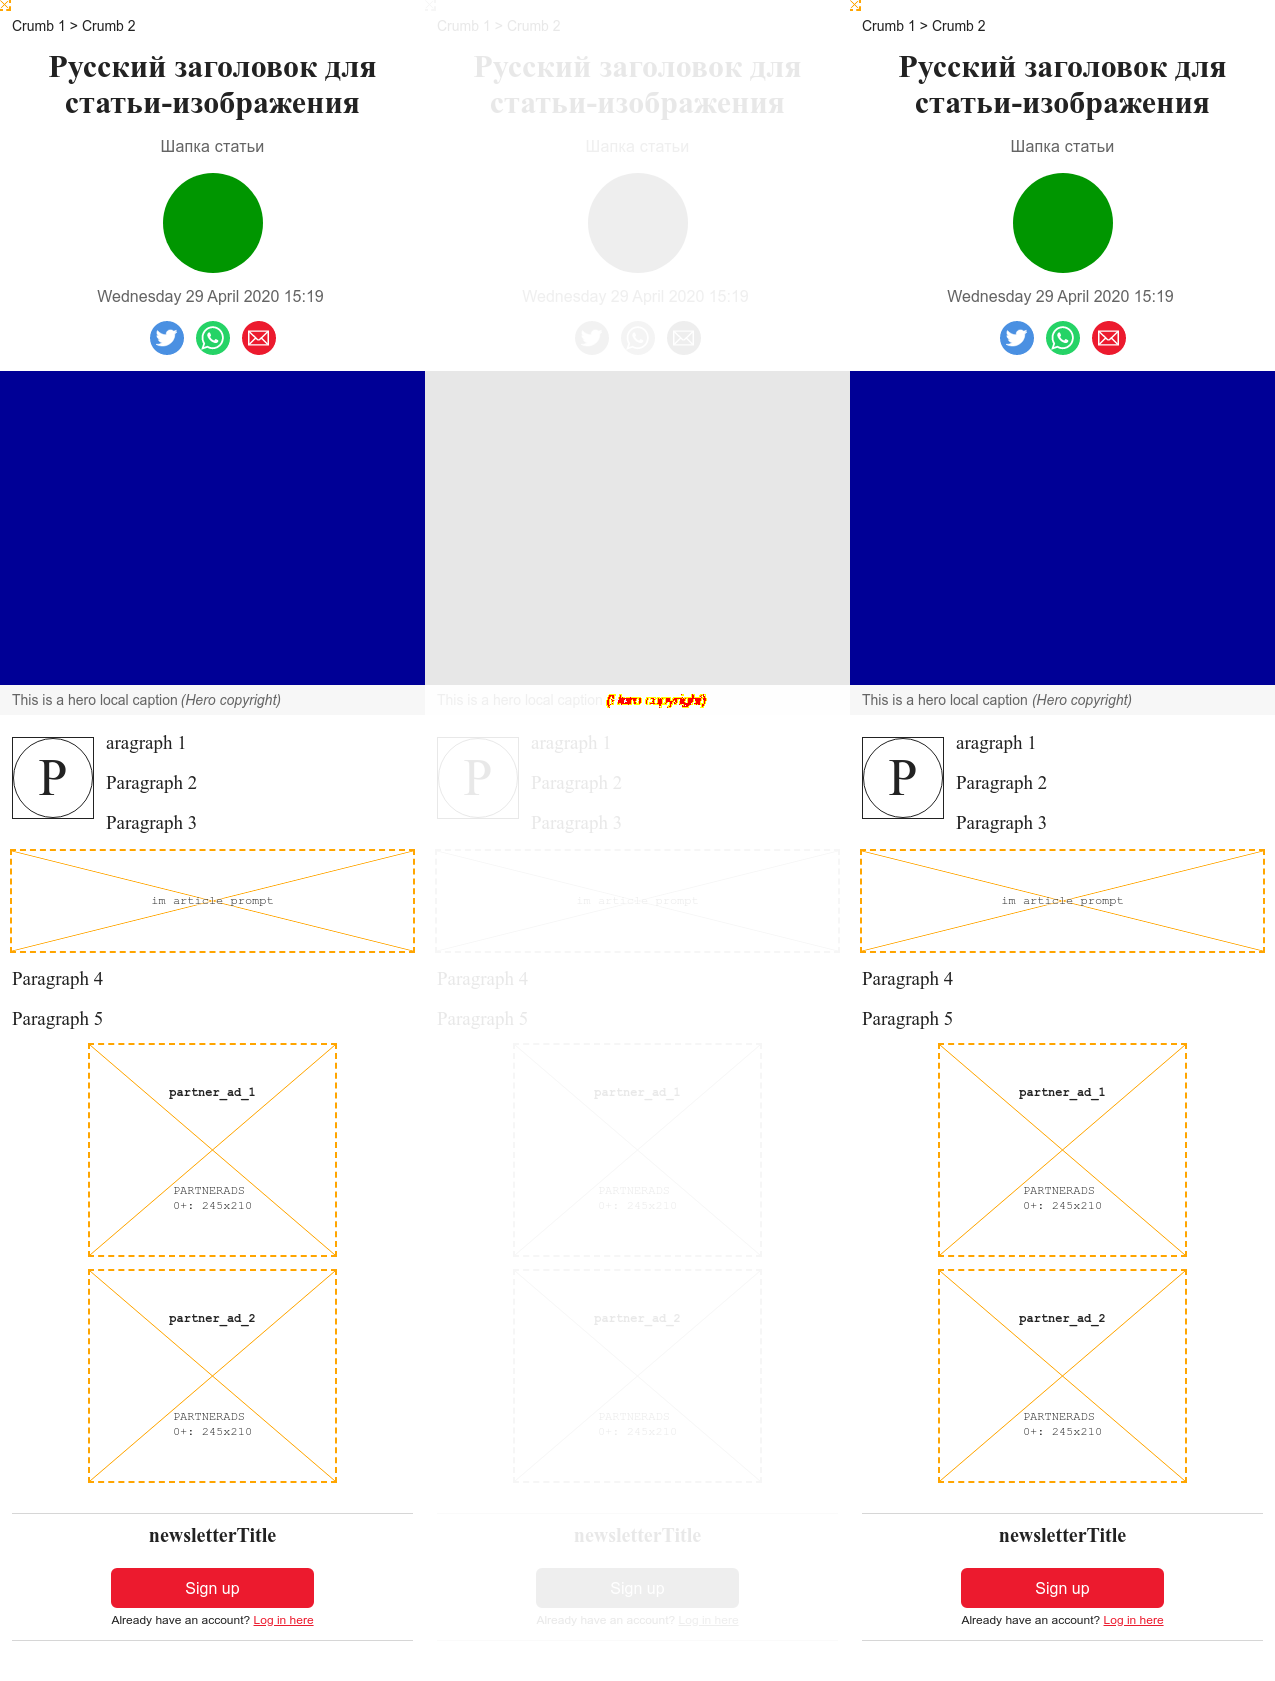 Crumb 1 > Crumb 2
Русский заголовок для
статьи-изображения
Шапка статьи
Wednesday 29 April 2020 15:19
This is a hero local caption (Hero copyright)
P
aragraph 1
Paragraph 2
Paragraph 3
im article prompt
Paragraph 4
Paragraph 5
partner_ad_1
PARTNERADS
0+: 245x210
partner_ad_2
PARTNERADS
0+: 245x210
newsletterTitle
Sign up
Already have an account? Log in here
Crumb 1 > Crumb 2
Русский заголовок для
статьи-изображения
Шапка статьи
Wednesday 29 April 2020 15:19
This is a hero local caption
P
aragraph 1
Paragraph 2
Paragraph 3
im article prompt
Paragraph 4
Paragraph 5
partner_ad_1
PARTNERADS
0+: 245x210
partner_ad_2
PARTNERADS
0+: 245x210
newsletterTitle
Sign up
Already have an account? Log in here
Crumb 1 > Crumb 2
Русский заголовок для
статьи-изображения
Шапка статьи
Wednesday 29 April 2020 15:19
This is a hero local caption (Hero copyright)
P
aragraph 1
Paragraph 2
Paragraph 3
im article prompt
Paragraph 4
Paragraph 5
partner_ad_1
PARTNERADS
0+: 245x210
partner_ad_2
PARTNERADS
0+: 245x210
newsletterTitle
Sign up
Already have an account? Log in here